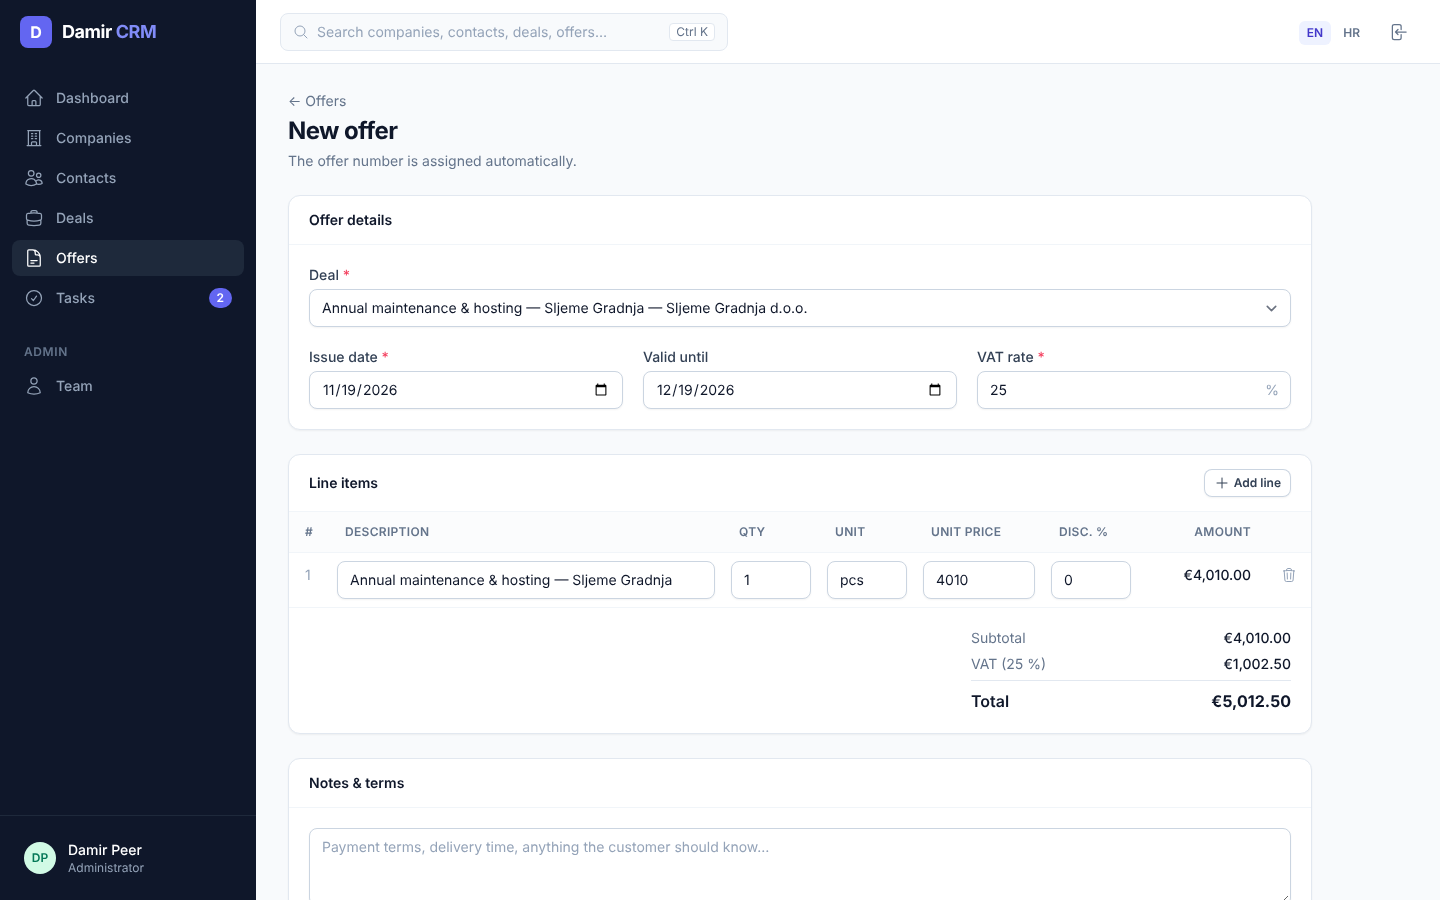 D Damir CRM
Search companies, contacts, deals, offers... Ctrl K
EN HR
Dashboard
Companies
Contacts
Deals
Offers
Tasks 2
ADMIN
Team
DP Damir Peer
Administrator
← Offers
New offer
The offer number is assigned automatically.
Offer details
Deal *
Annual maintenance & hosting — Sljeme Gradnja — Sljeme Gradnja d.o.o.
Issue date * Valid until VAT rate *
11/19/2026 12/19/2026 25 %
Line items + Add line
# DESCRIPTION QTY UNIT UNIT PRICE DISC. % AMOUNT
1 Annual maintenance & hosting — Sljeme Gradnja 1 pcs 4010 0 €4,010.00
Subtotal €4,010.00
VAT (25 %) €1,002.50
Total €5,012.50
Notes & terms
Payment terms, delivery time, anything the customer should know...